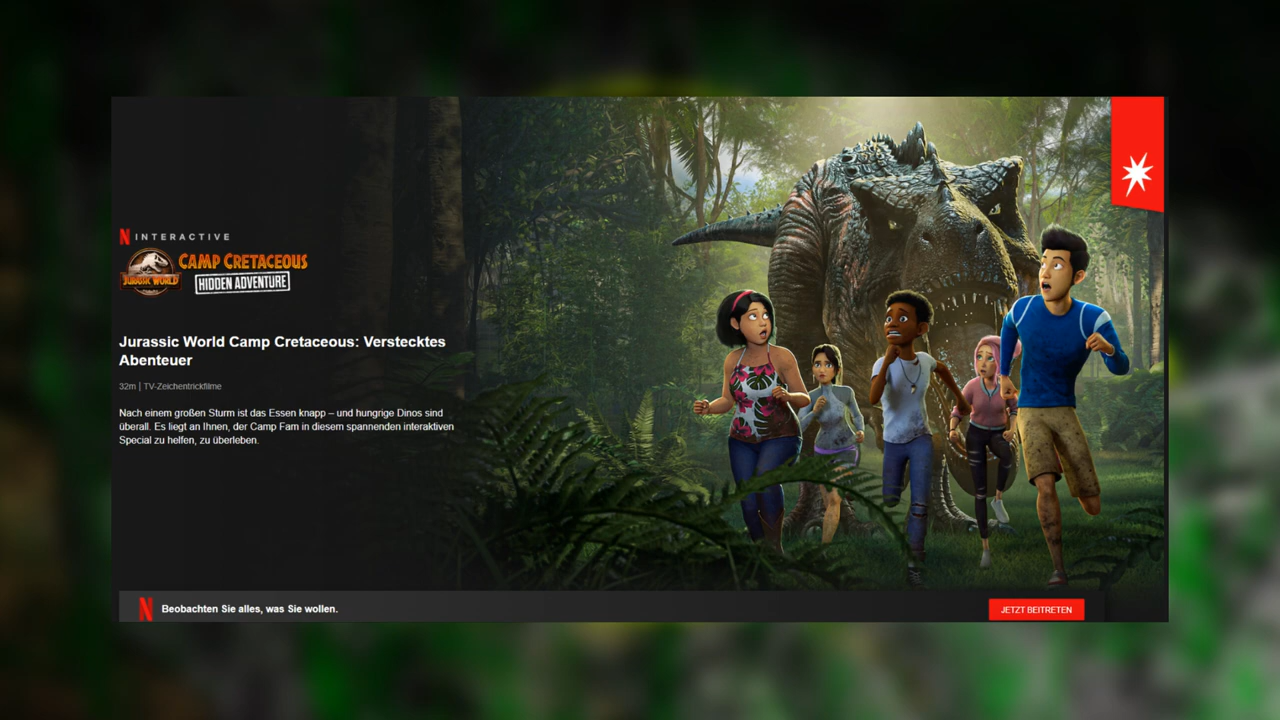 N INTERACTIVE
JURASSIC WORLD
CAMP CRETACEOUS
HIDDEN ADVENTURE
Jurassic World Camp Cretaceous: Verstecktes
Abenteuer
32m | TV-Zeichentrickfilme
Nach einem großen Sturm ist das Essen knapp – und hungrige Dinos sind
überall. Es liegt an Ihnen, der Camp Fam in diesem spannenden interaktiven
Special zu helfen, zu überleben.
N Beobachten Sie alles, was Sie wollen.
JETZT BEITRETEN